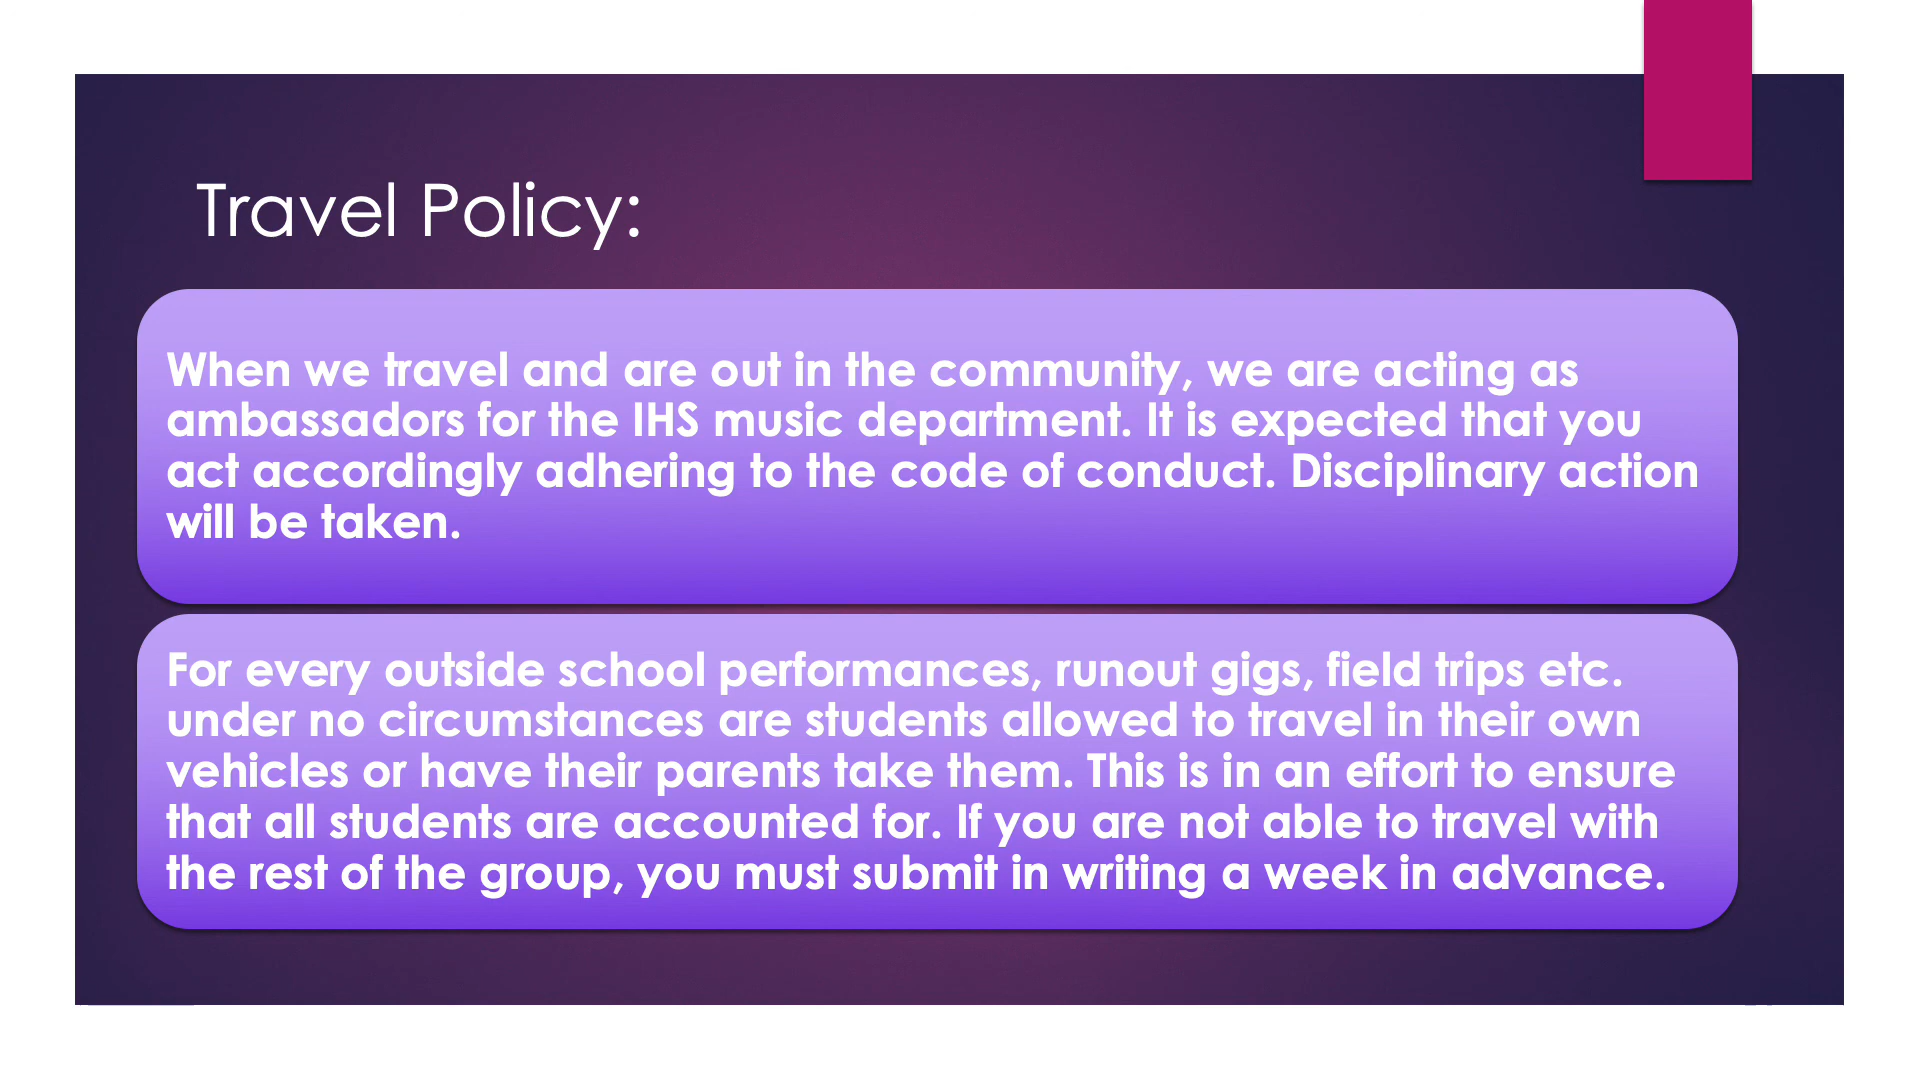 Travel Policy:
When we travel and are out in the community, we are acting as
ambassadors for the IHS music department. It is expected that you
act accordingly adhering to the code of conduct. Disciplinary action
will be taken.
For every outside school performances, runout gigs, field trips etc.
under no circumstances are students allowed to travel in their own
vehicles or have their parents take them. This is in an effort to ensure
that all students are accounted for. If you are not able to travel with
the rest of the group, you must submit in writing a week in advance.